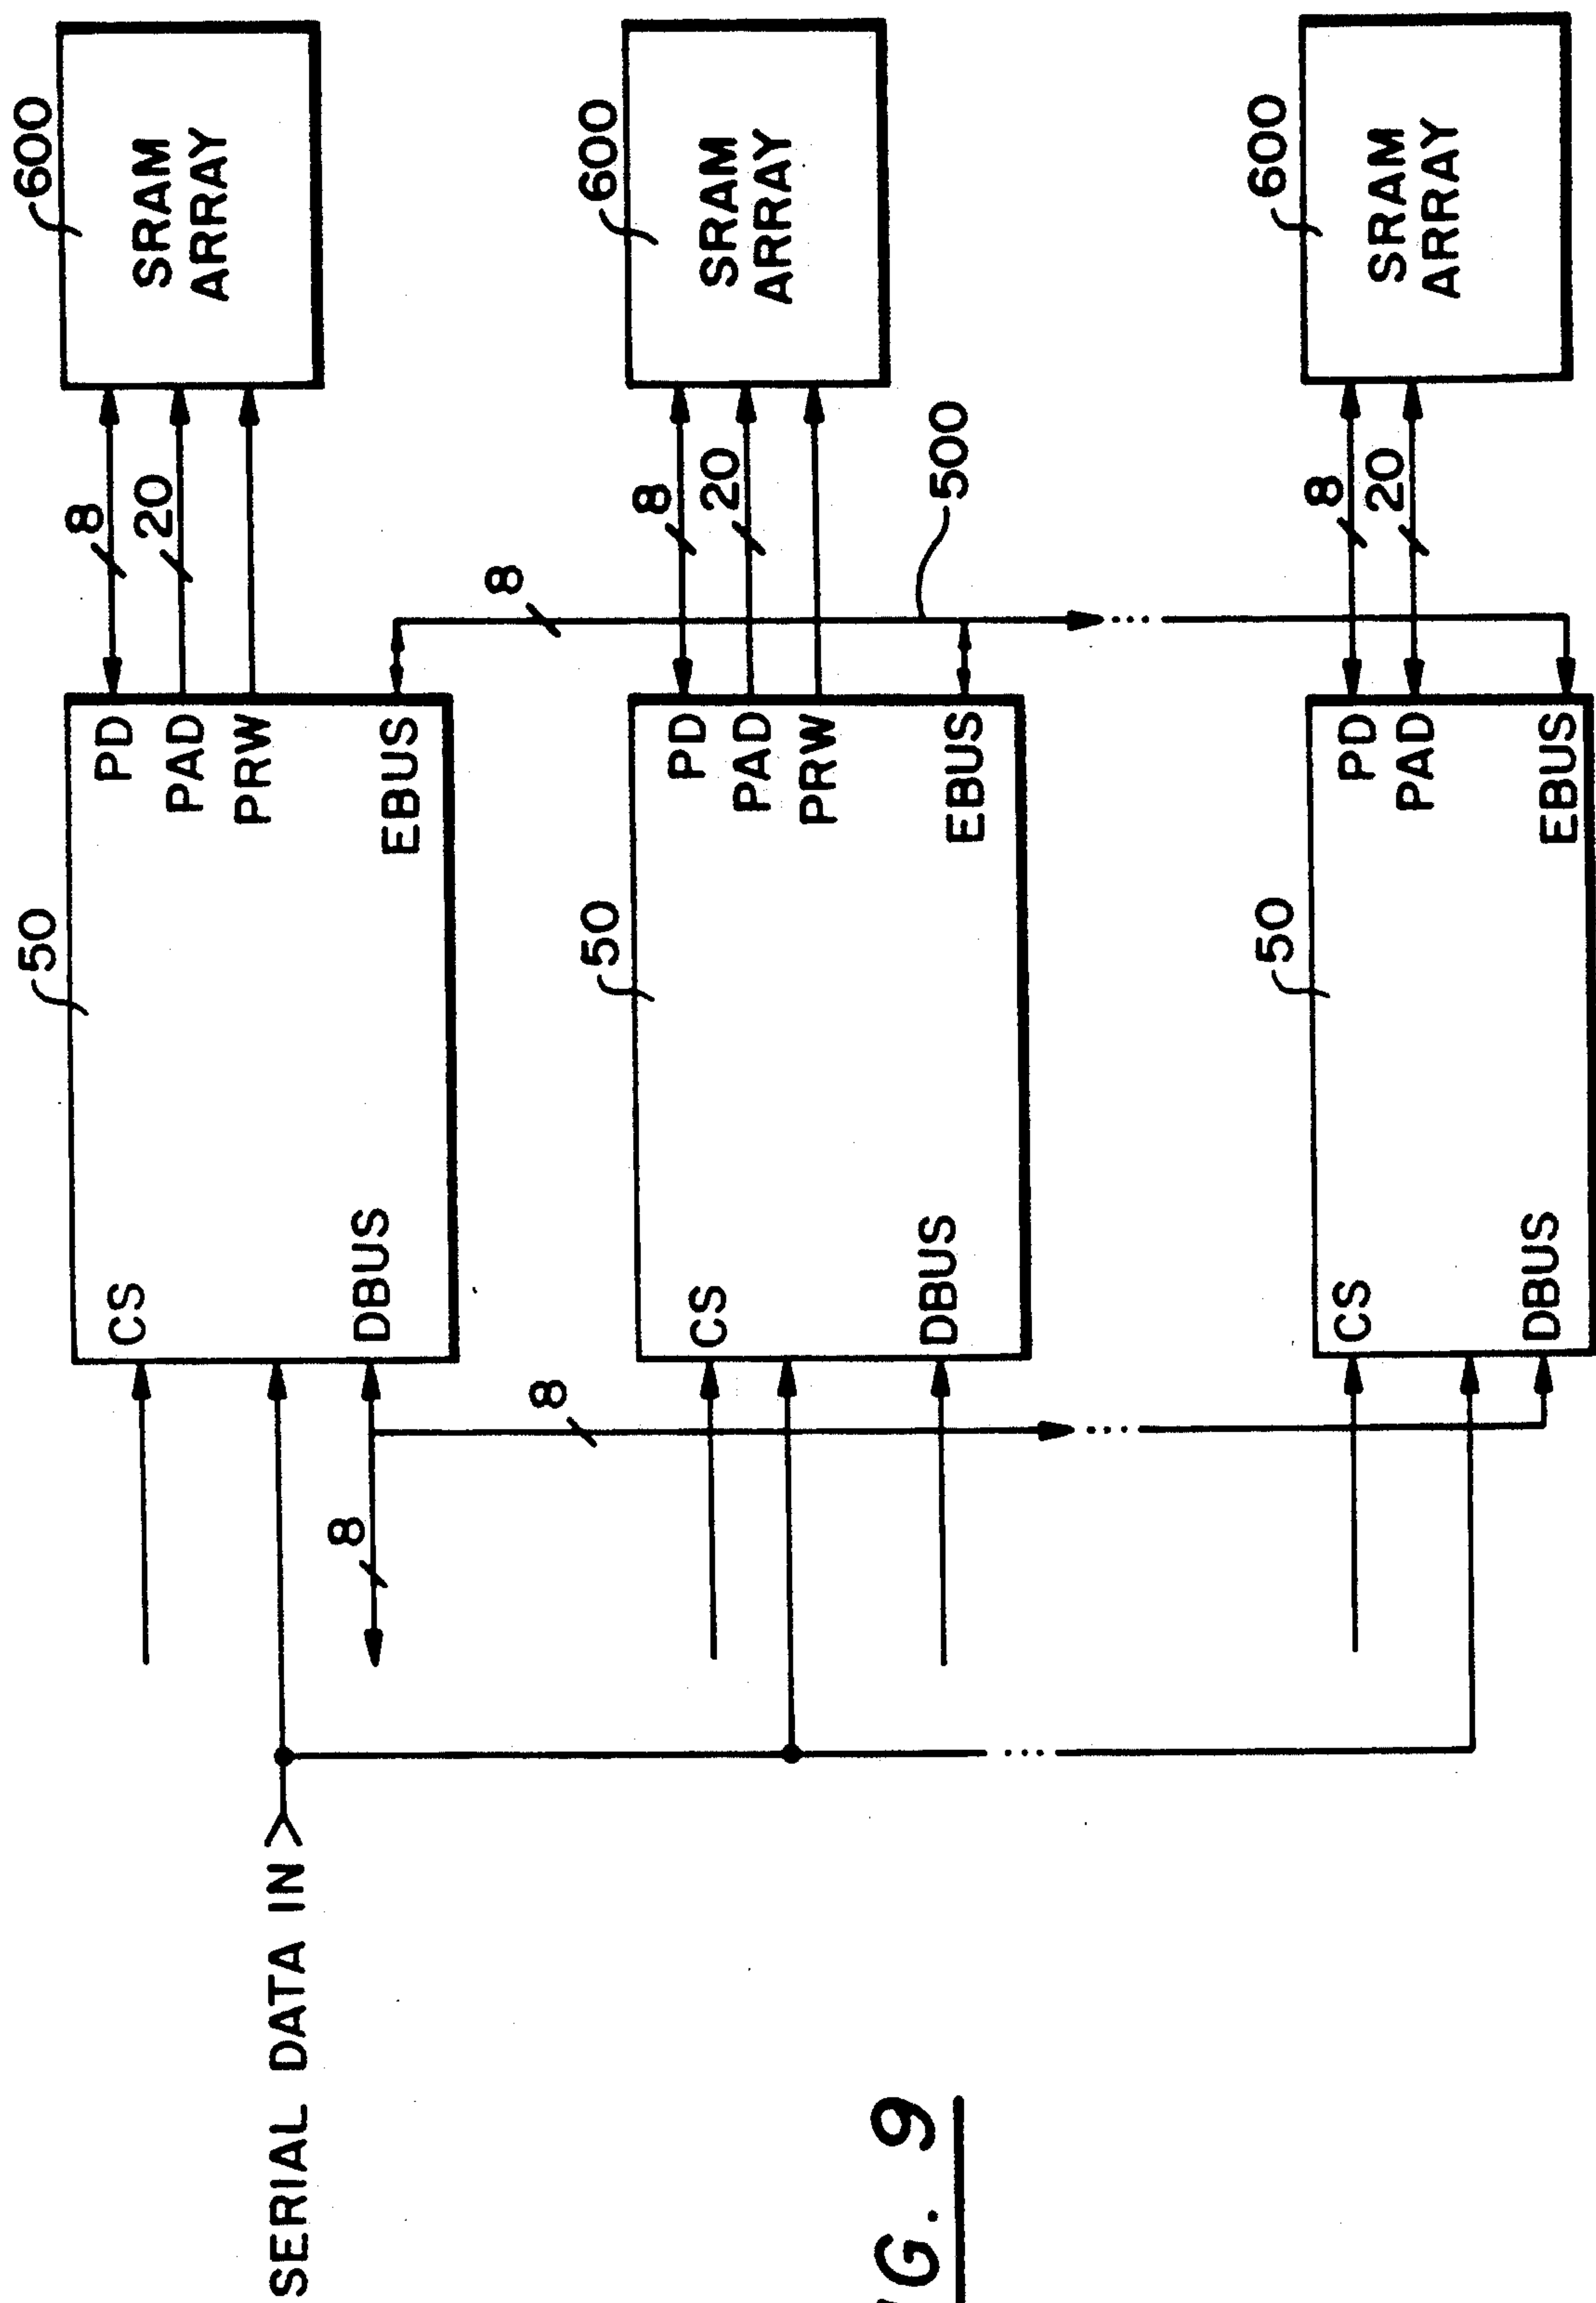 600
SRAM
ARRAY
600
SRAM
ARRAY
600
SRAM
ARRAY
8
20
8
20
500
8
20
8
50
PD
PAD
PRW
EBUS
CS
DBUS
50
PD
PAD
PRW
EBUS
CS
DBUS
50
PD
PAD
EBUS
CS
DBUS
8
8
SERIAL DATA IN
G. 9